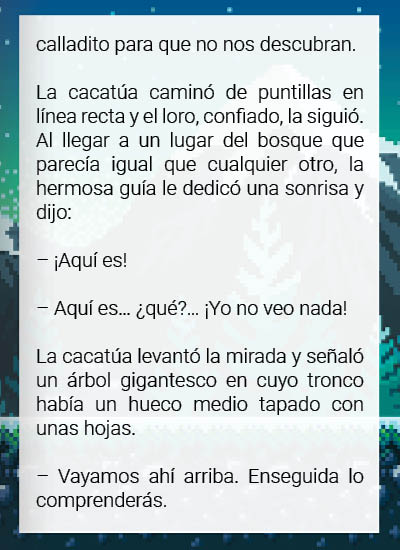 calladito para que no nos descubran.
La cacatúa caminó de puntillas en
línea recta y el loro, confiado, la siguió.
Al llegar a un lugar del bosque que
parecía igual que cualquier otro, la
hermosa guía le dedicó una sonrisa y
dijo:
– ¡Aquí es!
– Aquí es... ¿qué?... ¡Yo no veo nada!
La cacatúa levantó la mirada y señaló
un árbol gigantesco en cuyo tronco
había un hueco medio tapado con
unas hojas.
– Vayamos ahí arriba. Enseguida lo
comprenderás.